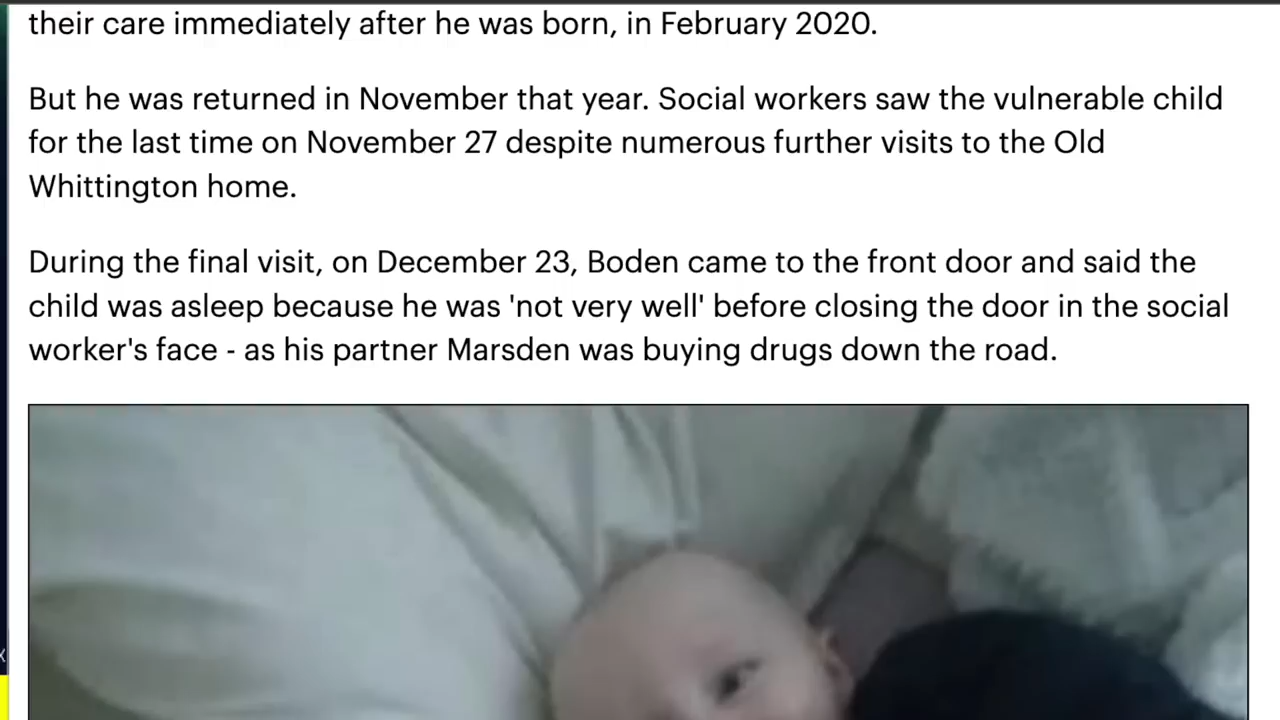 their care immediately after he was born, in February 2020.
But he was returned in November that year. Social workers saw the vulnerable child
for the last time on November 27 despite numerous further visits to the Old
Whittington home.
During the final visit, on December 23, Boden came to the front door and said the
child was asleep because he was 'not very well' before closing the door in the social
worker's face - as his partner Marsden was buying drugs down the road.